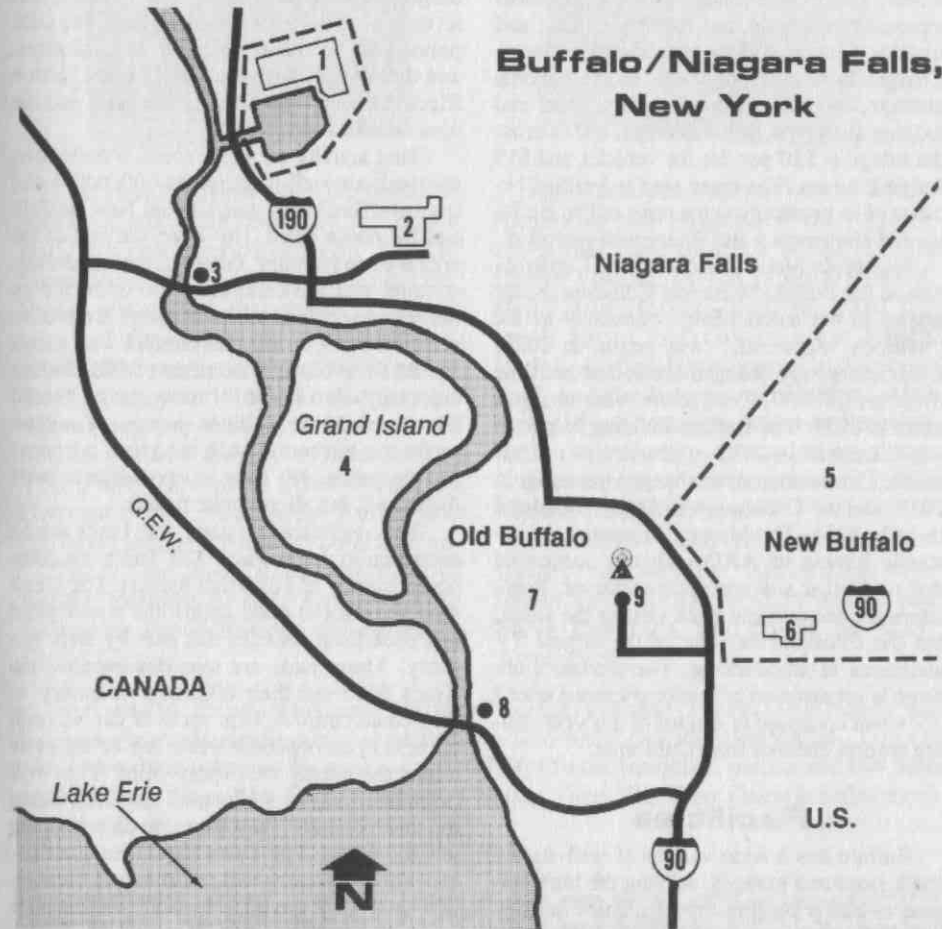 Buffalo/Niagara Falls,
New York
1
190
2
3
Niagara Falls
Grand Island
4
Q.E.W.
5
Old Buffalo
New Buffalo
90
7
9
6
CANADA
8
Lake Erie
U.S.
90
N